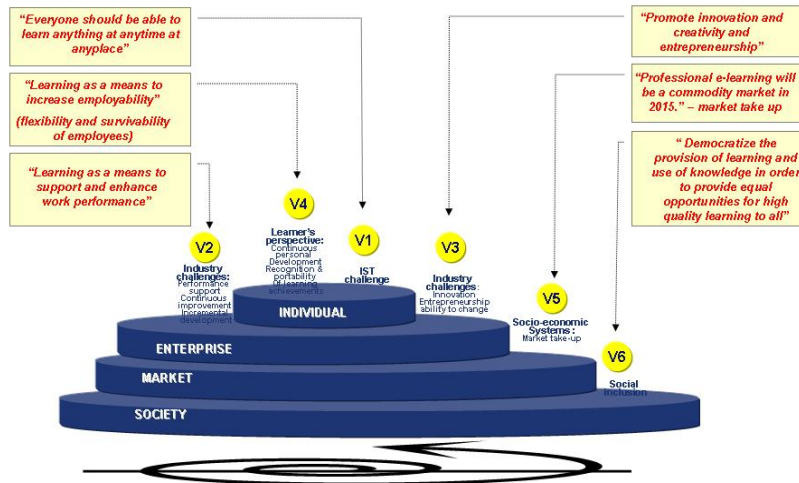 “Everyone should be able to
learn anything at anytime at
anyplace”
“Learning as a means to
increase employability”
(flexibility and survivability
of employees)
“Learning as a means to
support and enhance
work performance”
“Promote innovation and
creativity and
entrepreneurship”
“Professional e-learning will
be a commodity market in
2015.” – market take up
“ Democratize the
provision of learning and
use of knowledge in order
to provide equal
opportunities for high
quality learning to all”
V4
Learner’s
perspective:
Continuous
personal
Development
Recognition &
portability
Of learning
achievements
V1
IST
challenge
V2
Industry
challenges:
Performance
support
Continuous
improvement
Incremental
development
V3
Industry
challenges:
Innovation
Entrepreneurship
ability to change
V5
Socio-economic
Systems :
Market take-up
V6
Social
Inclusion
INDIVIDUAL
ENTERPRISE
MARKET
SOCIETY